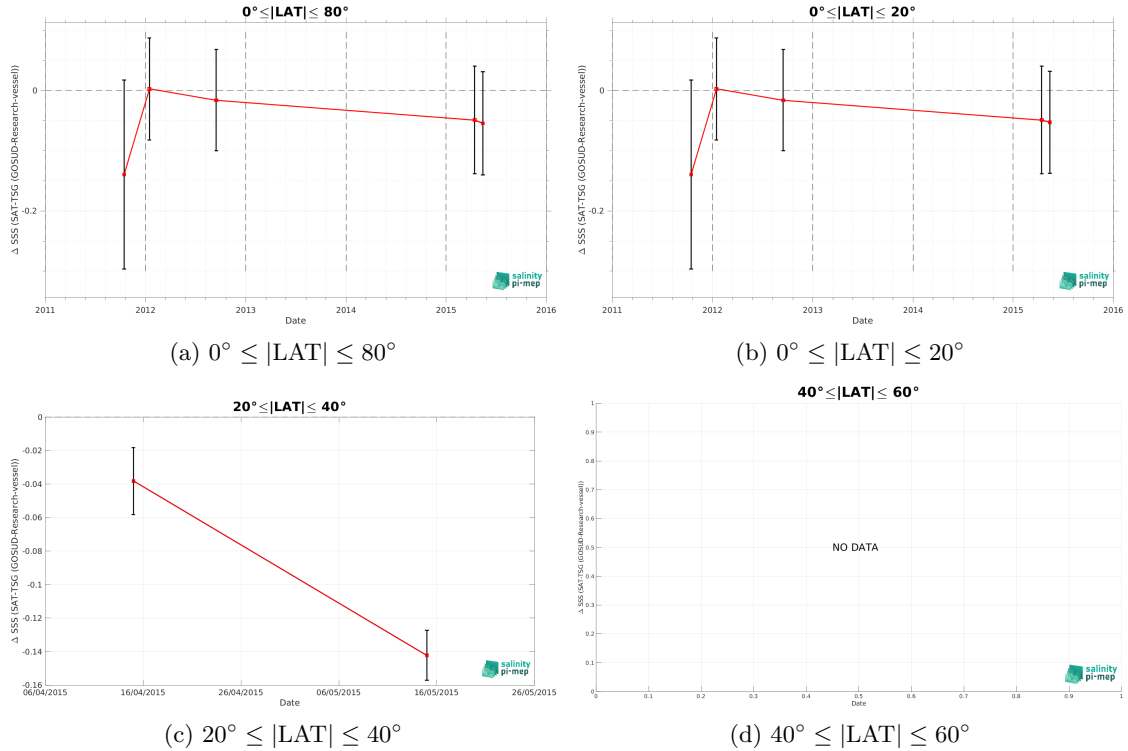 0°≤|LAT|≤ 80°
Δ SSS (SAT-TSG (GOSUD-Research-vessel))
0
-0.2
salinity
pi-mep
2011 2012 2013 2014 2015 2016
Date
(a) 0° ≤ |LAT| ≤ 80°
0°≤|LAT|≤ 20°
Δ SSS (SAT-TSG (GOSUD-Research-vessel))
0
-0.2
salinity
pi-mep
2011 2012 2013 2014 2015 2016
Date
(b) 0° ≤ |LAT| ≤ 20°
20°≤|LAT|≤ 40°
Δ SSS (SAT-TSG (GOSUD-Research-vessel))
0
-0.02
-0.04
-0.06
-0.08
-0.1
-0.12
-0.14
-0.16
salinity
pi-mep
06/04/2015 16/04/2015 26/04/2015 06/05/2015 16/05/2015 26/05/2015
Date
(c) 20° ≤ |LAT| ≤ 40°
40°≤|LAT|≤ 60°
Δ SSS (SAT-TSG (GOSUD-Research-vessel))
1
0.9
0.8
0.7
0.6
0.5
0.4
0.3
0.2
0.1
0
NO DATA
salinity
pi-mep
0 0.1 0.2 0.3 0.4 0.5 0.6 0.7 0.8 0.9 1
Date
(d) 40° ≤ |LAT| ≤ 60°